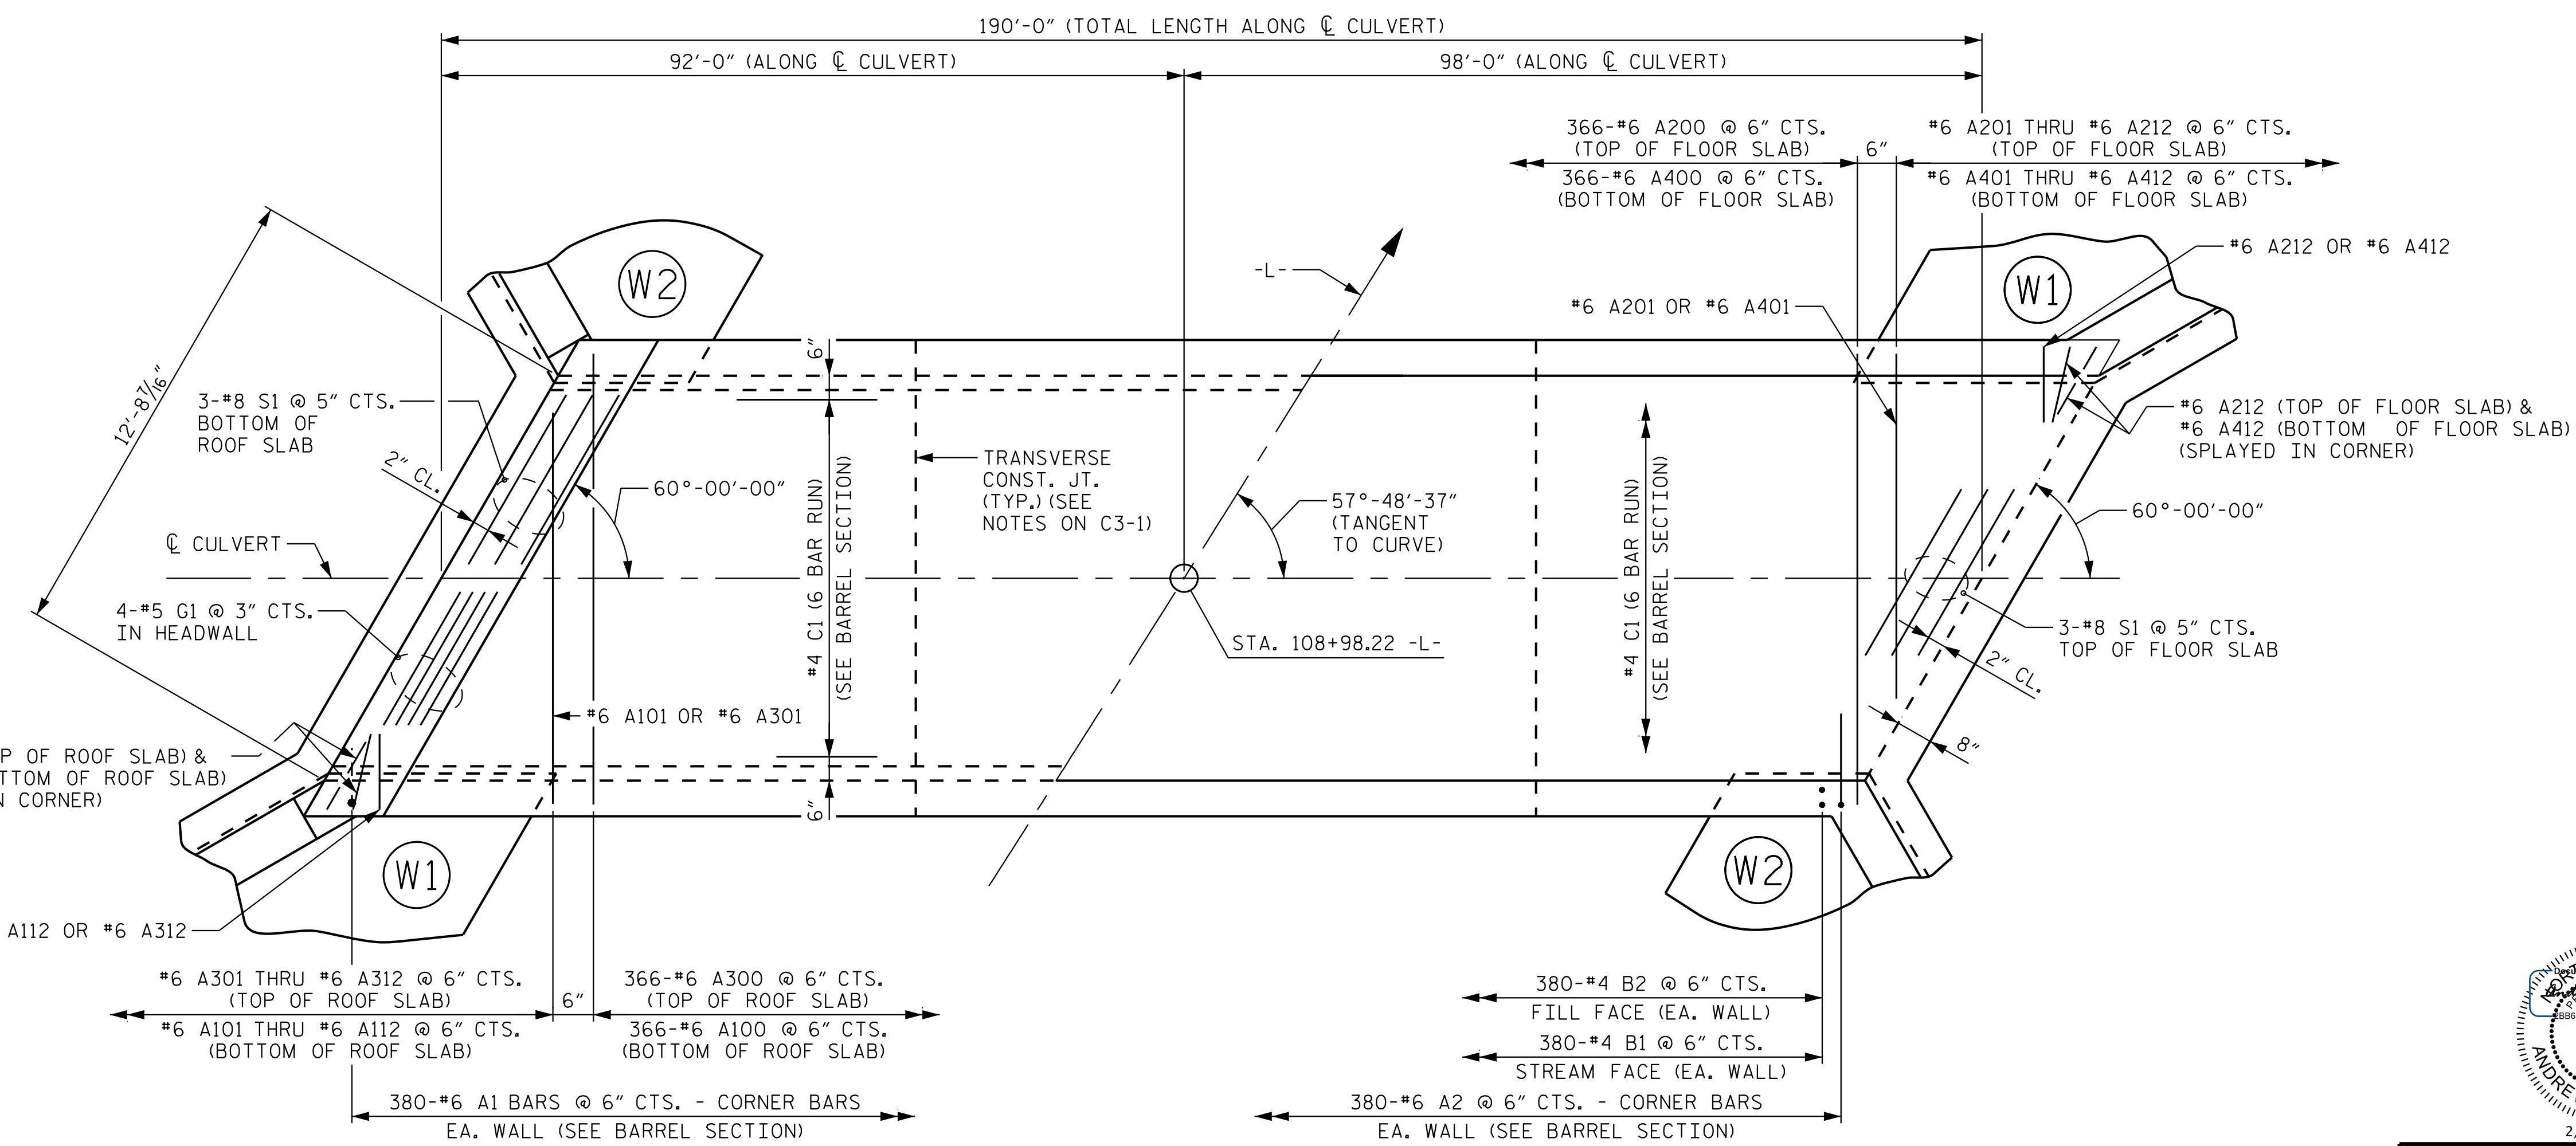 190'-0" (TOTAL LENGTH ALONG ℄ CULVERT)
92'-0" (ALONG ℄ CULVERT)
98'-0" (ALONG ℄ CULVERT)
366-#6 A200 @ 6" CTS.
(TOP OF FLOOR SLAB)
366-#6 A400 @ 6" CTS.
(BOTTOM OF FLOOR SLAB)
6"
#6 A201 THRU #6 A212 @ 6" CTS.
(TOP OF FLOOR SLAB)
#6 A401 THRU #6 A412 @ 6" CTS.
(BOTTOM OF FLOOR SLAB)
#6 A212 OR #6 A412
W2
-L-
W1
#6 A201 OR #6 A401
12'-8 7/16"
6"
3-#8 S1 @ 5" CTS.
BOTTOM OF
ROOF SLAB
#6 A212 (TOP OF FLOOR SLAB) &
#6 A412 (BOTTOM OF FLOOR SLAB)
(SPLAYED IN CORNER)
2" CL.
60°-00'-00"
#4 C1 (6 BAR RUN)
(SEE BARREL SECTION)
TRANSVERSE
CONST. JT.
(TYP.) (SEE
NOTES ON C3-1)
57°-48'-37"
(TANGENT
TO CURVE)
#4 C1 (6 BAR RUN)
(SEE BARREL SECTION)
60°-00'-00"
℄ CULVERT
4-#5 G1 @ 3" CTS.
IN HEADWALL
STA. 108+98.22 -L-
3-#8 S1 @ 5" CTS.
TOP OF FLOOR SLAB
2" CL.
8"
#6 A101 OR #6 A301
P OF ROOF SLAB) &
TTOM OF ROOF SLAB)
N CORNER)
6"
W1
W2
A112 OR #6 A312
#6 A301 THRU #6 A312 @ 6" CTS.
(TOP OF ROOF SLAB)
#6 A101 THRU #6 A112 @ 6" CTS.
(BOTTOM OF ROOF SLAB)
6"
366-#6 A300 @ 6" CTS.
(TOP OF ROOF SLAB)
366-#6 A100 @ 6" CTS.
(BOTTOM OF ROOF SLAB)
380-#4 B2 @ 6" CTS.
FILL FACE (EA. WALL)
380-#4 B1 @ 6" CTS.
STREAM FACE (EA. WALL)
380-#6 A1 BARS @ 6" CTS. - CORNER BARS
EA. WALL (SEE BARREL SECTION)
380-#6 A2 @ 6" CTS. - CORNER BARS
EA. WALL (SEE BARREL SECTION)